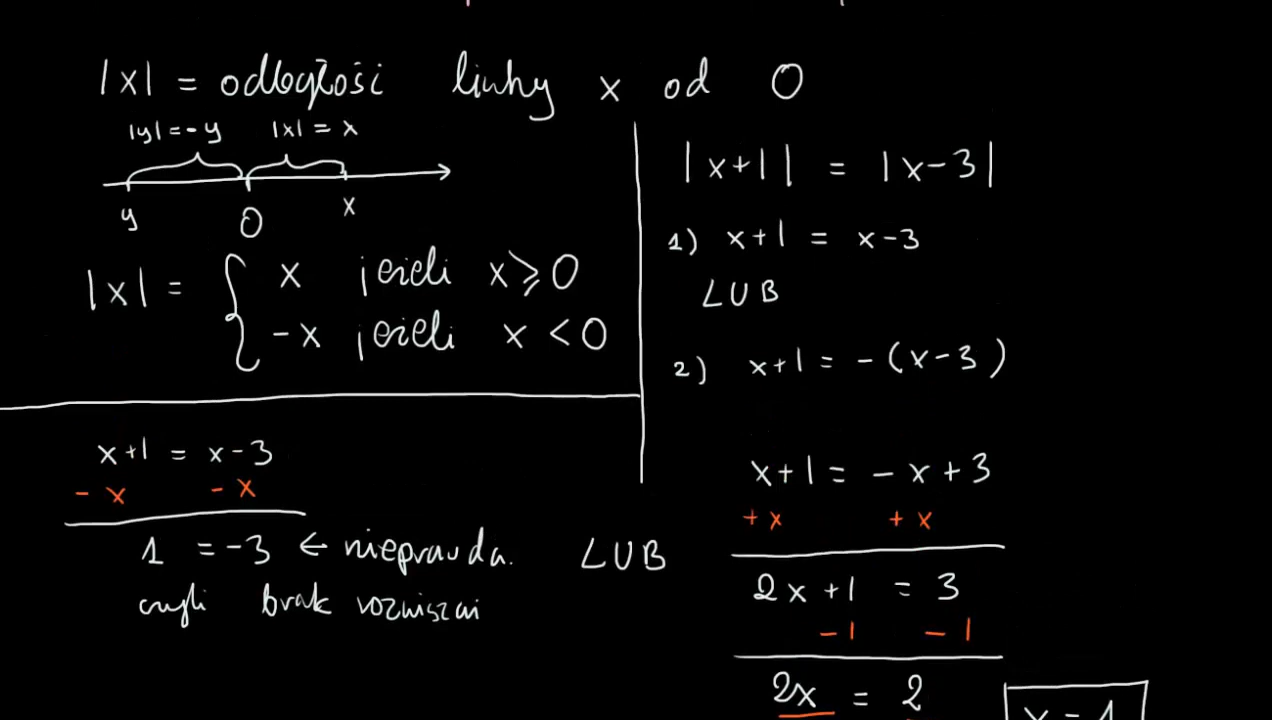 |x| = odległość liczby x od 0
|y| = -y |x| = x
y 0 x
|x| = { x jeżeli x ⩾ 0
-x jeżeli x < 0
|x+1| = |x-3|
1) x+1 = x-3
LUB
2) x+1 = -(x-3)
x+1 = x-3
-x -x
1 = -3 ← nieprawda. LUB
czyli brak rozwiązań
x+1 = -x+3
+x +x
2x+1 = 3
-1 -1
2x = 2
x = 1